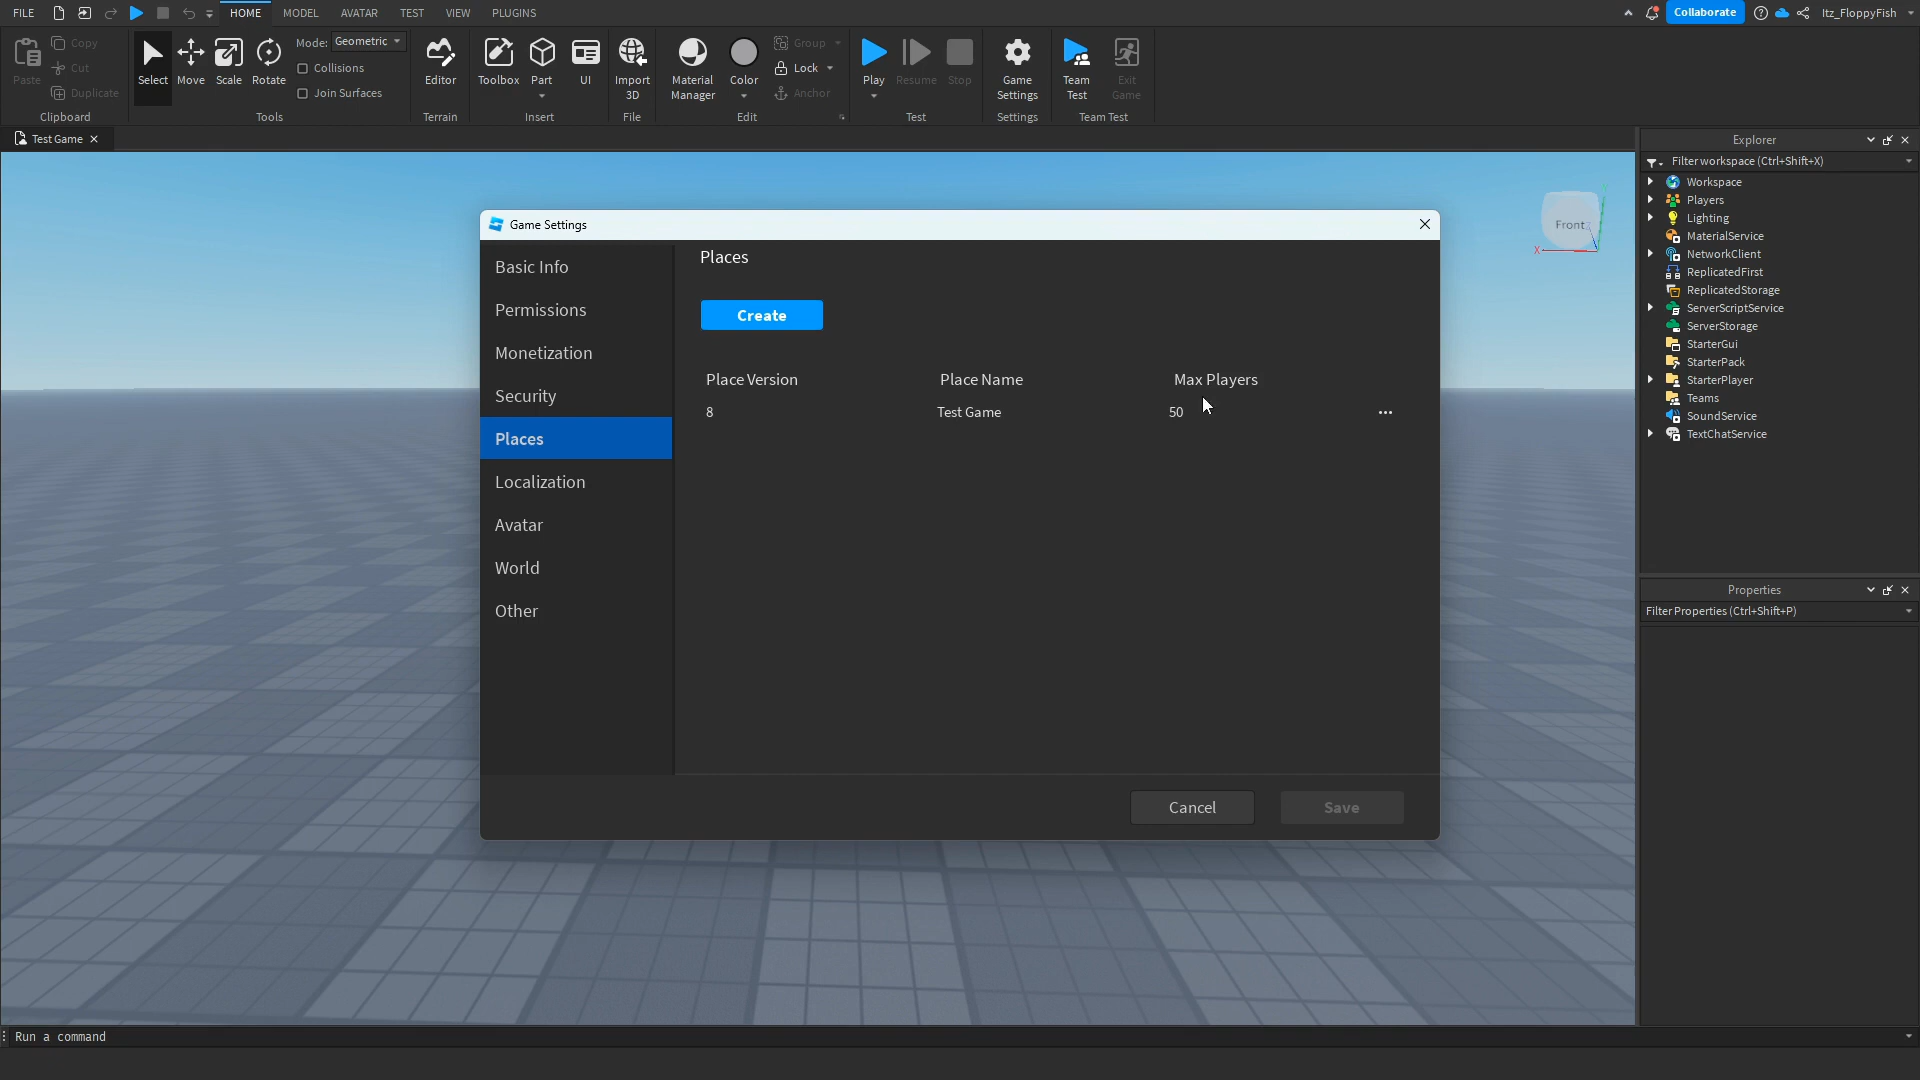 FILE HOME MODEL AVATAR TEST VIEW PLUGINS Collaborate Itz_FloppyFish
Paste Copy Cut Duplicate
Clipboard
Select Move Scale Rotate
Mode: Geometric
Collisions
Join Surfaces
Tools
Editor
Terrain
Toolbox Part UI
Insert
Import 3D
File
Material Manager Color Group Lock Anchor
Edit
Play Resume Stop
Test
Game Settings
Settings
Team Test Exit Game
Team Test
Test Game
Front
X
Game Settings
Basic Info
Permissions
Monetization
Security
Places
Localization
Avatar
World
Other
Places
Create
Place Version Place Name Max Players
8 Test Game 50 ...
Cancel Save
Explorer
Filter workspace (Ctrl+Shift+X)
Workspace
Players
Lighting
MaterialService
NetworkClient
ReplicatedFirst
ReplicatedStorage
ServerScriptService
ServerStorage
StarterGui
StarterPack
StarterPlayer
Teams
SoundService
TextChatService
Properties
Filter Properties (Ctrl+Shift+P)
Run a command